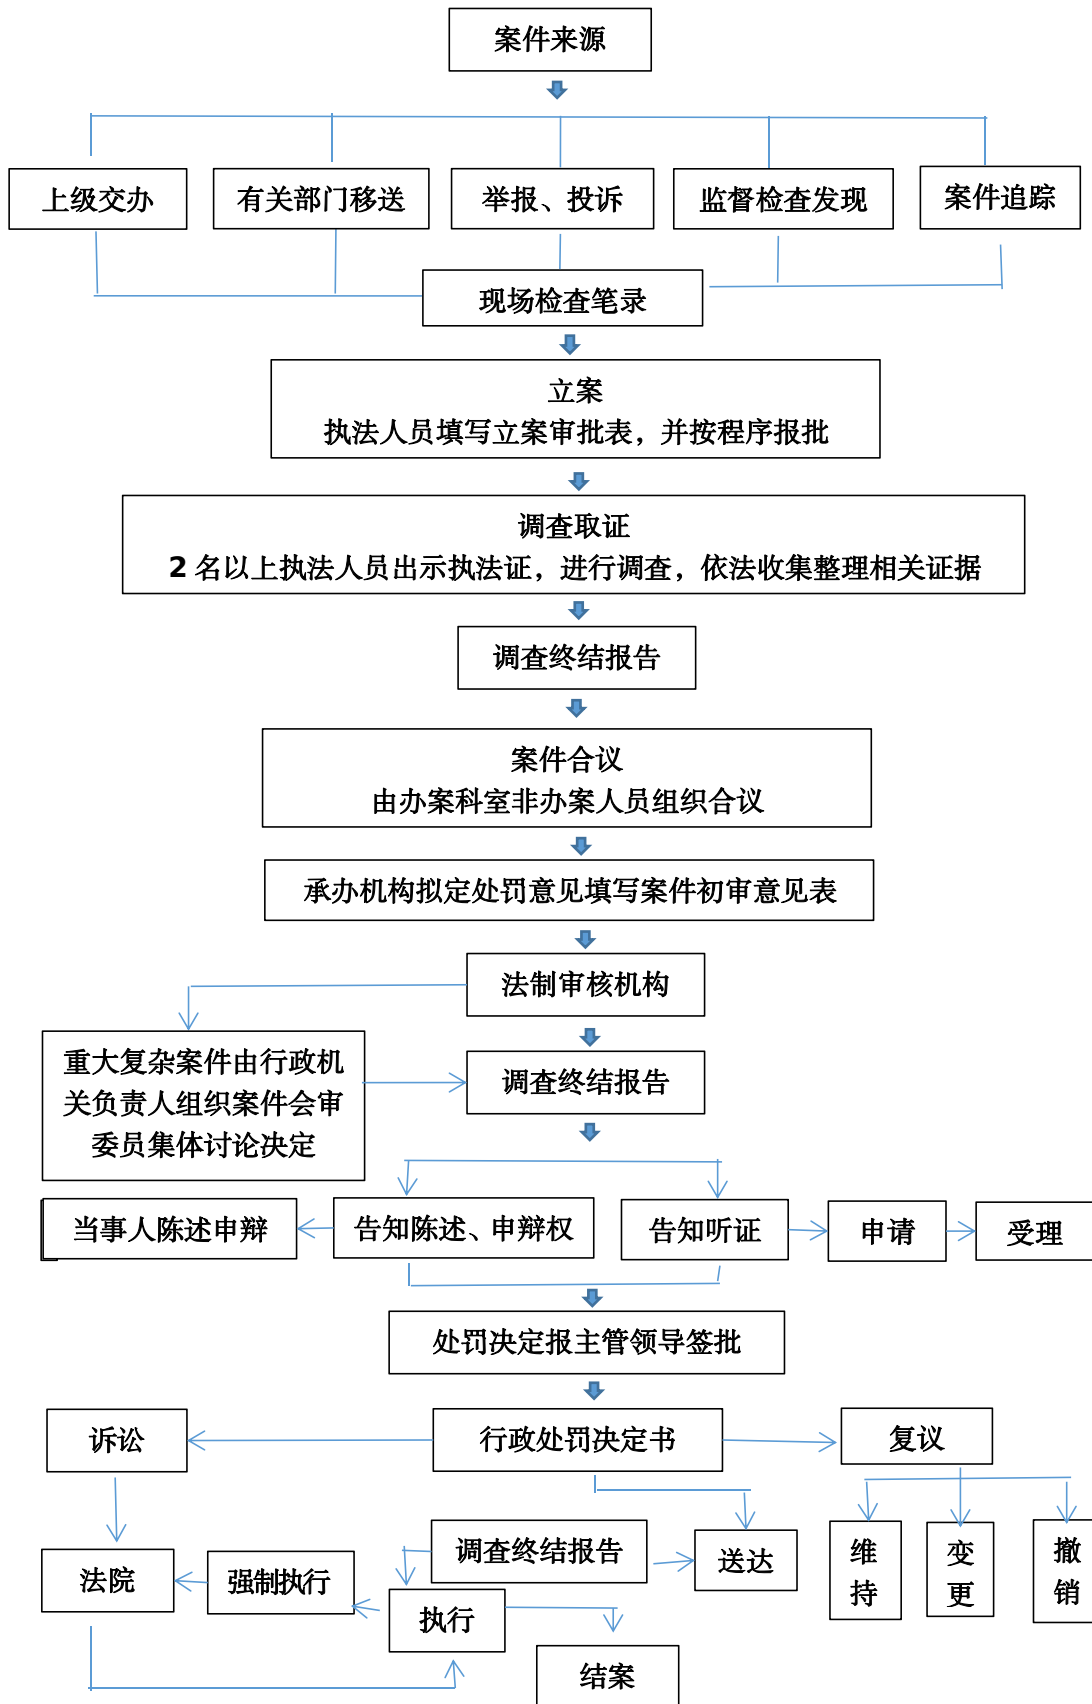 案件来源
上级交办
有关部门移送
举报、投诉
监督检查发现
案件追踪
现场检查笔录
立案
执法人员填写立案审批表，并按程序报批
调查取证
2 名以上执法人员出示执法证，进行调查，依法收集整理相关证据
调查终结报告
案件合议
由办案科室非办案人员组织合议
承办机构拟定处罚意见填写案件初审意见表
法制审核机构
重大复杂案件由行政机
关负责人组织案件会审
委员集体讨论决定
调查终结报告
当事人陈述申辩
告知陈述、申辩权
告知听证
申请
受理
处罚决定报主管领导签批
诉讼
行政处罚决定书
复议
维
持
变
更
撤
销
调查终结报告
送达
法院
强制执行
执行
结案